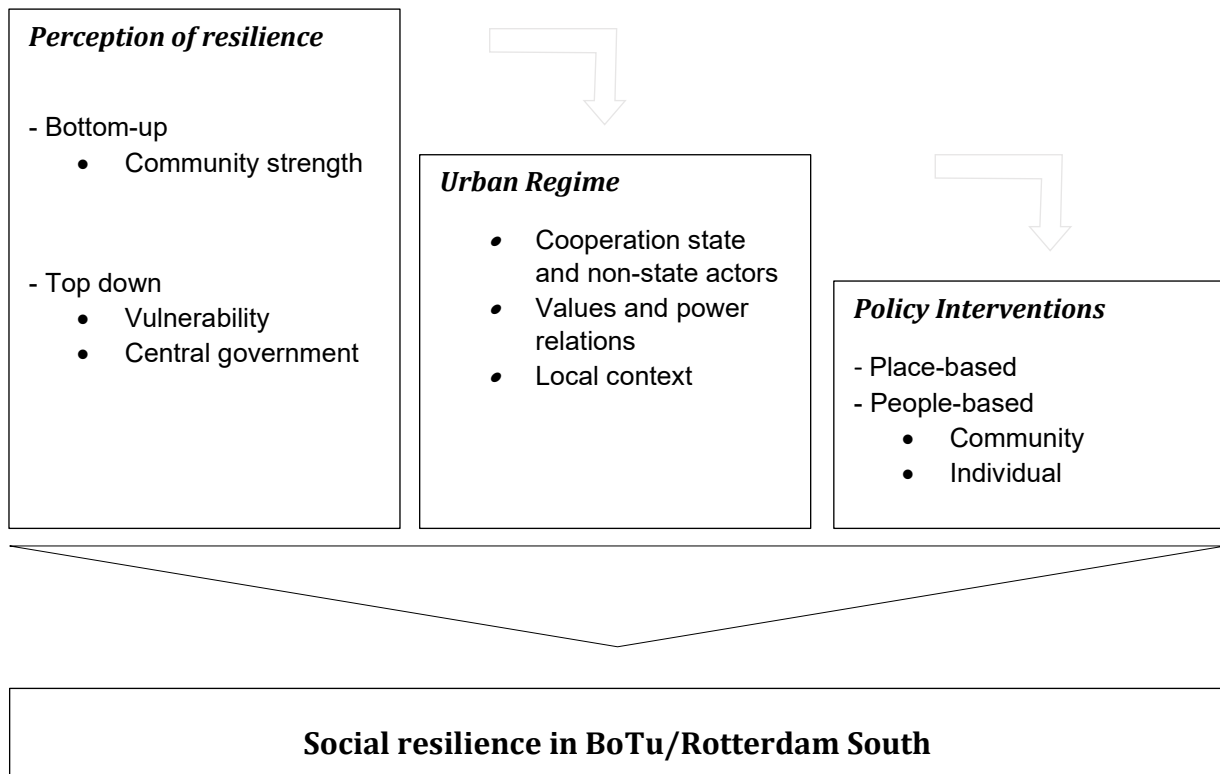 Perception of resilience
- Bottom-up
• Community strength
- Top down
• Vulnerability
• Central government
Urban Regime
• Cooperation state
and non-state actors
• Values and power
relations
• Local context
Policy Interventions
- Place-based
- People-based
• Community
• Individual
Social resilience in BoTu/Rotterdam South